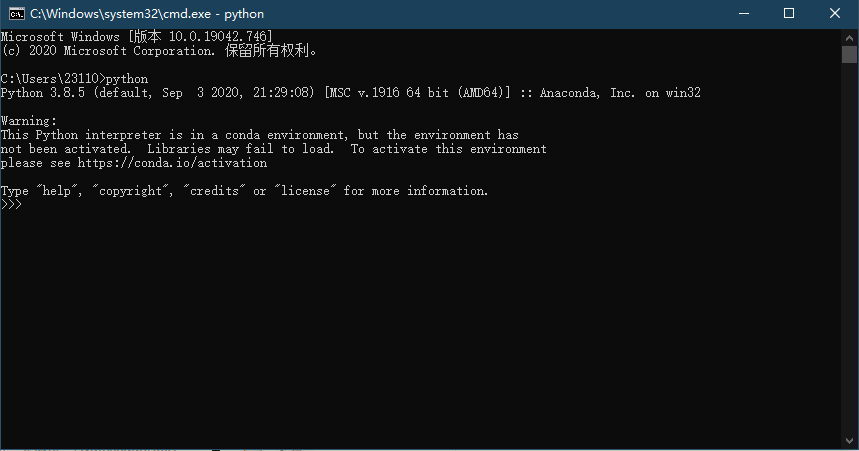 C:\Windows\system32\cmd.exe - python
Microsoft Windows [版本 10.0.19042.746]
(c) 2020 Microsoft Corporation. 保留所有权利。
C:\Users\23110>python
Python 3.8.5 (default, Sep  3 2020, 21:29:08) [MSC v.1916 64 bit (AMD64)] :: Anaconda, Inc. on win32
Warning:
This Python interpreter is in a conda environment, but the environment has
not been activated.  Libraries may fail to load.  To activate this environment
please see https://conda.io/activation
Type "help", "copyright", "credits" or "license" for more information.
>>>